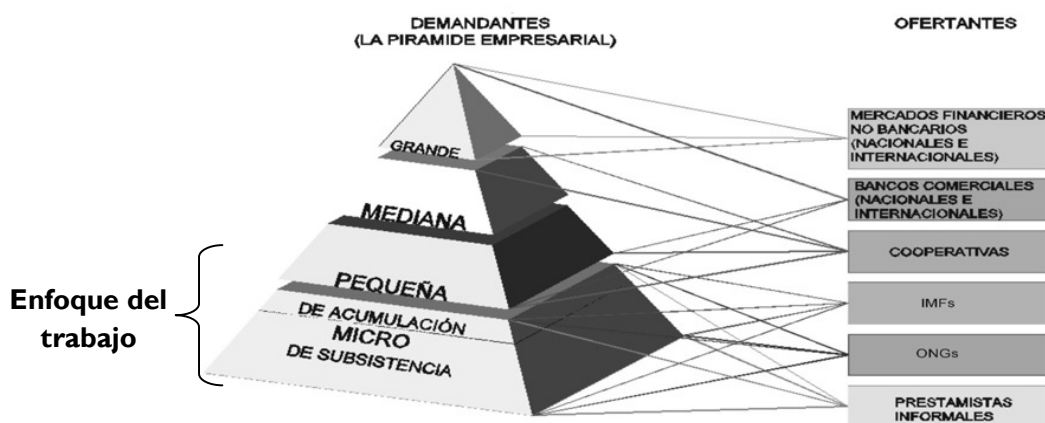 DEMANDANTES
(LA PIRAMIDE EMPRESARIAL)
OFERTANTES
GRANDE
MEDIANA
PEQUEÑA
DE ACUMULACIÓN
MICRO
DE SUBSISTENCIA
Enfoque del
trabajo
MERCADOS FINANCIEROS
NO BANCARIOS
(NACIONALES E
INTERNACIONALES)
BANCOS COMERCIALES
(NACIONALES E
INTERNACIONALES)
COOPERATIVAS
IMFs
ONGs
PRESTAMISTAS
INFORMALES